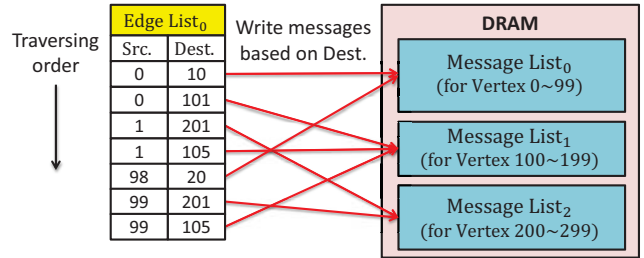 Traversing
order
Edge List₀
Src. Dest.
0 10
0 101
1 201
1 105
98 20
99 201
99 105
Write messages
based on Dest.
DRAM
Message List₀
(for Vertex 0~99)
Message List₁
(for Vertex 100~199)
Message List₂
(for Vertex 200~299)